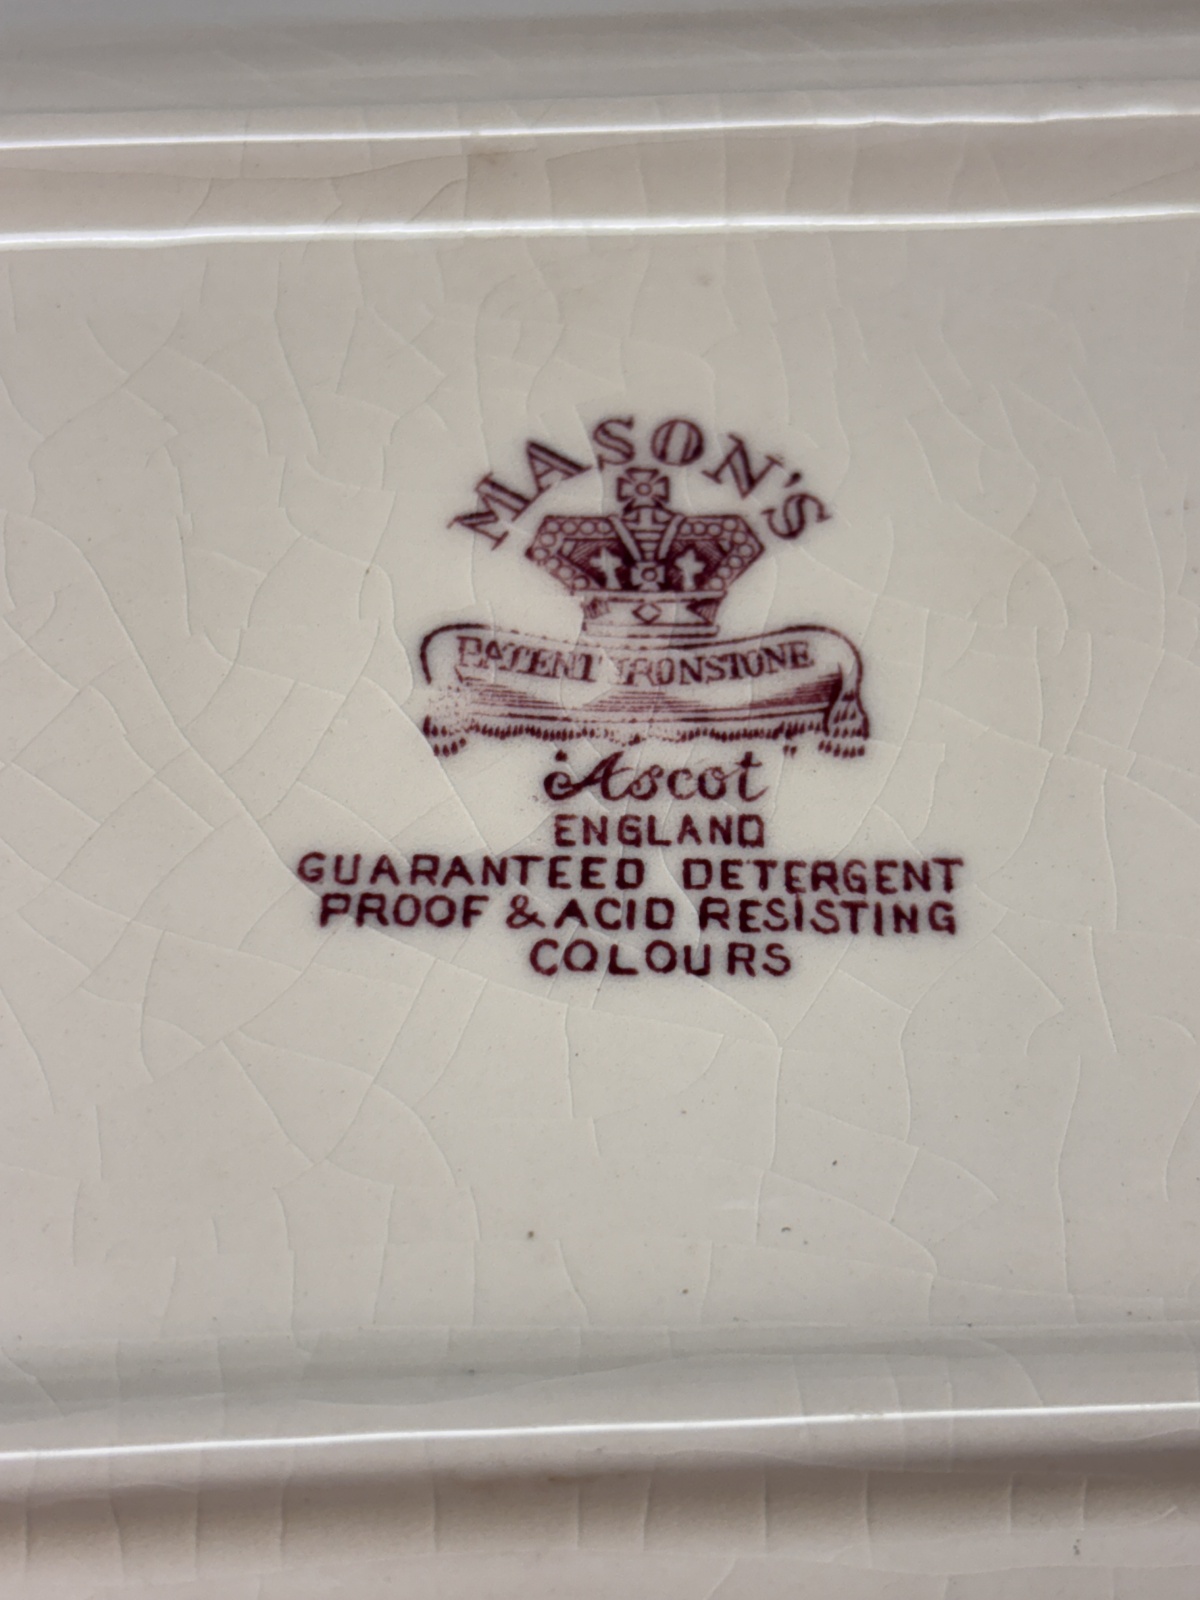 MASON'S
PATENT IRONSTONE
"Ascot"
ENGLAND
GUARANTEED DETERGENT
PROOF & ACID RESISTING
COLOURS